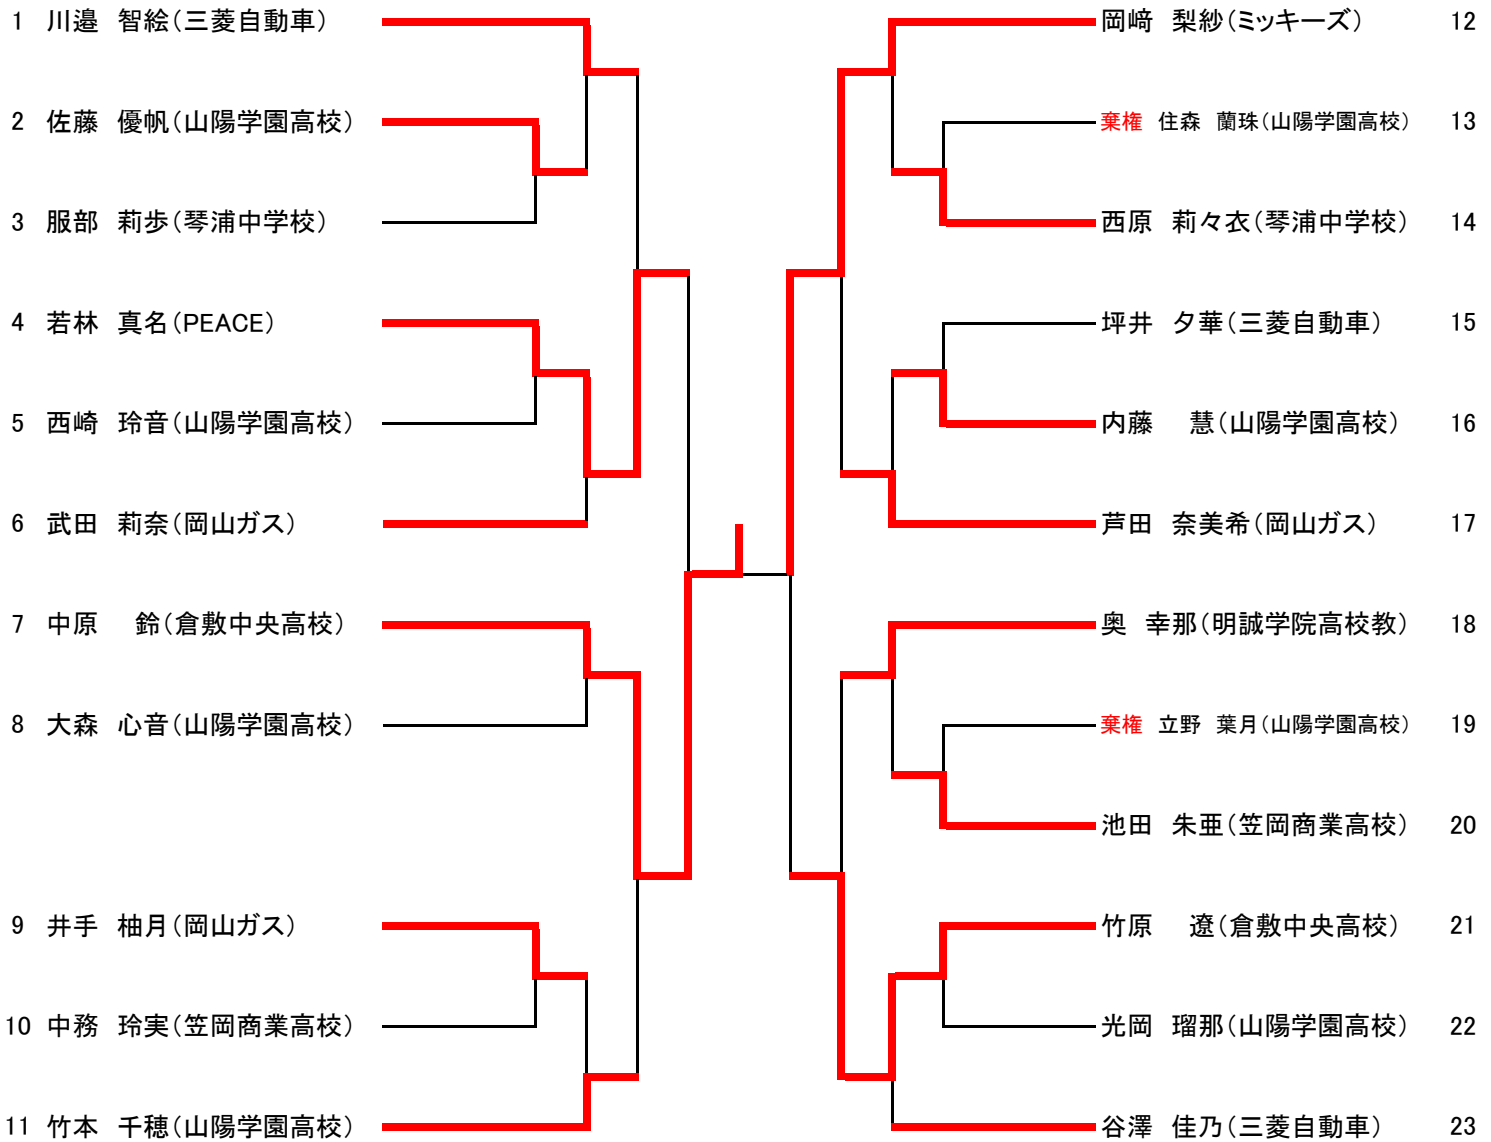 1 川邉 智絵(三菱自動車)
2 佐藤 優帆(山陽学園高校)
3 服部 莉歩(琴浦中学校)
4 若林 真名(PEACE)
5 西崎 玲音(山陽学園高校)
6 武田 莉奈(岡山ガス)
7 中原 鈴(倉敷中央高校)
8 大森 心音(山陽学園高校)
9 井手 柚月(岡山ガス)
10 中務 玲実(笠岡商業高校)
11 竹本 千穂(山陽学園高校)
岡﨑 梨紗(ミッキーズ) 12
棄権 住森 蘭珠(山陽学園高校) 13
西原 莉々衣(琴浦中学校) 14
坪井 夕華(三菱自動車) 15
内藤 慧(山陽学園高校) 16
芦田 奈美希(岡山ガス) 17
奥 幸那(明誠学院高校教) 18
棄権 立野 葉月(山陽学園高校) 19
池田 朱亜(笠岡商業高校) 20
竹原 遼(倉敷中央高校) 21
光岡 瑠那(山陽学園高校) 22
谷澤 佳乃(三菱自動車) 23